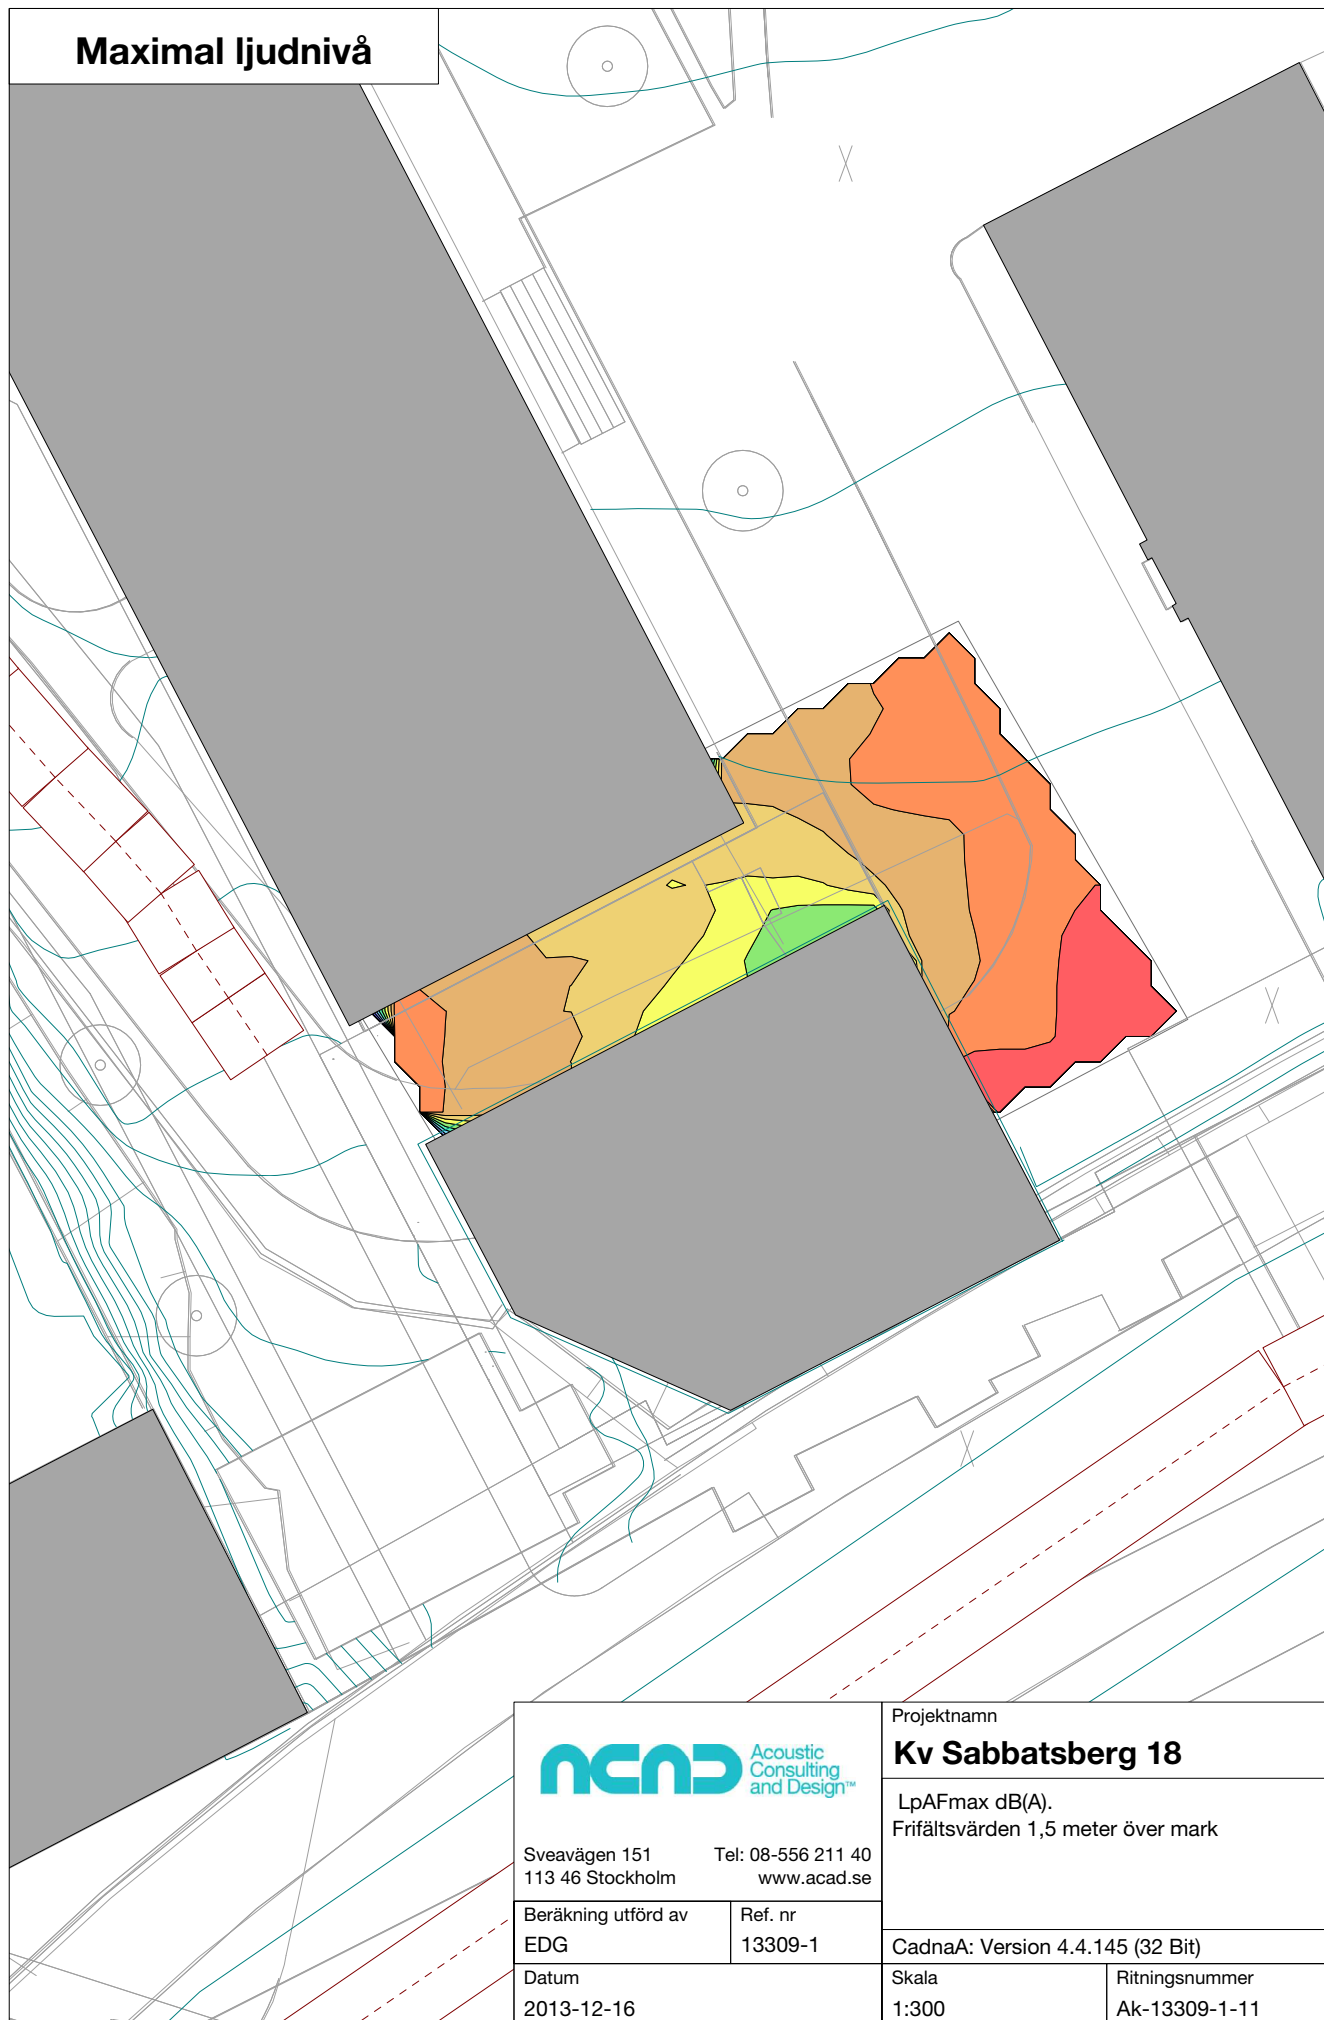 Maximal ljudnivå
ACAD
Acoustic
Consulting
and Design™
Sveavägen 151
Tel: 08-556 211 40
113 46 Stockholm
www.acad.se
Beräkning utförd av
EDG
Ref. nr
13309-1
Datum
2013-12-16
Projektnamn
Kv Sabbatsberg 18
LpAFmax dB(A).
Frifältsvärden 1,5 meter över mark
CadnaA: Version 4.4.145 (32 Bit)
Skala
1:300
Ritningsnummer
Ak-13309-1-11